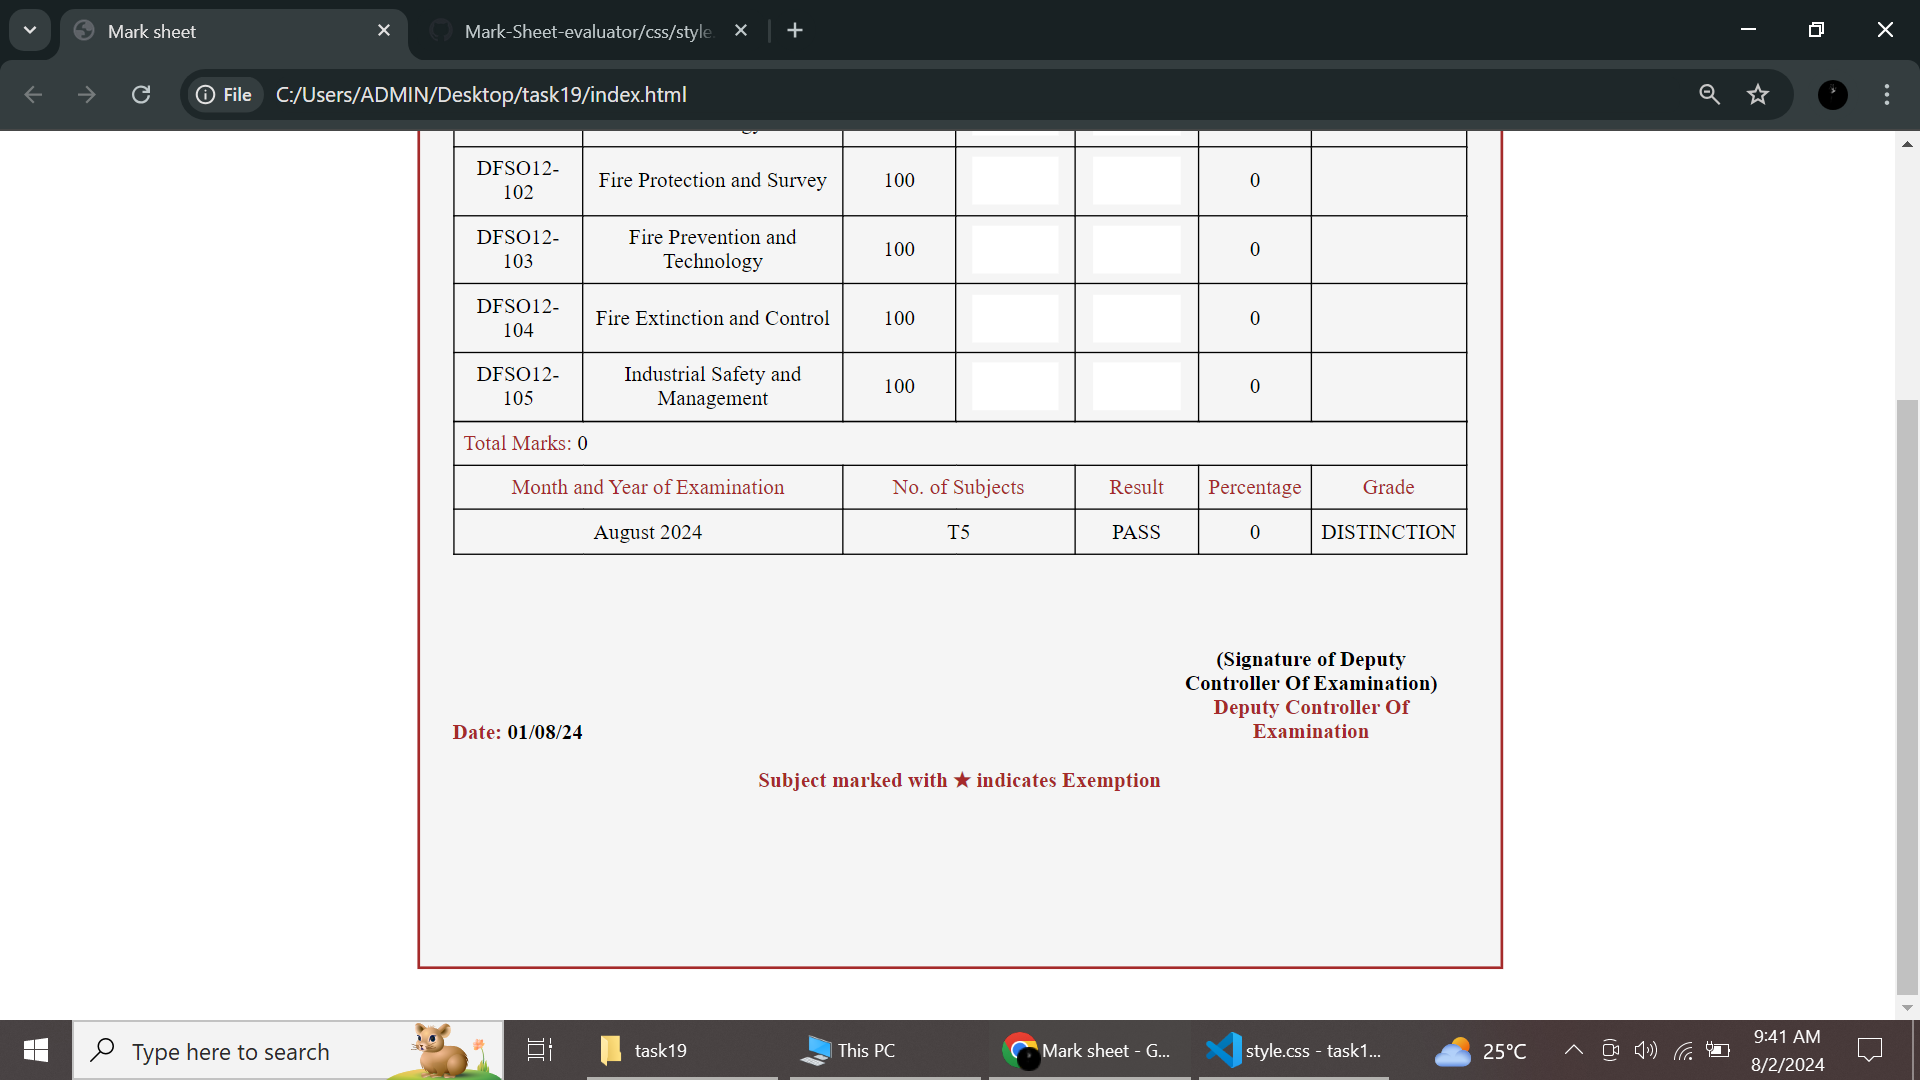 Mark sheet
Mark-Sheet-evaluator/css/style
File
C:/Users/ADMIN/Desktop/task19/index.html
DFSO12-
102
Fire Protection and Survey
100
0
DFSO12-
103
Fire Prevention and
Technology
100
0
DFSO12-
104
Fire Extinction and Control
100
0
DFSO12-
105
Industrial Safety and
Management
100
0
Total Marks: 0
Month and Year of Examination
No. of Subjects
Result
Percentage
Grade
August 2024
T5
PASS
0
DISTINCTION
(Signature of Deputy
Controller Of Examination)
Deputy Controller Of
Examination
Date: 01/08/24
Subject marked with ★ indicates Exemption
Type here to search
task19
This PC
Mark sheet - G...
style.css - task1...
25°C
9:41 AM
8/2/2024